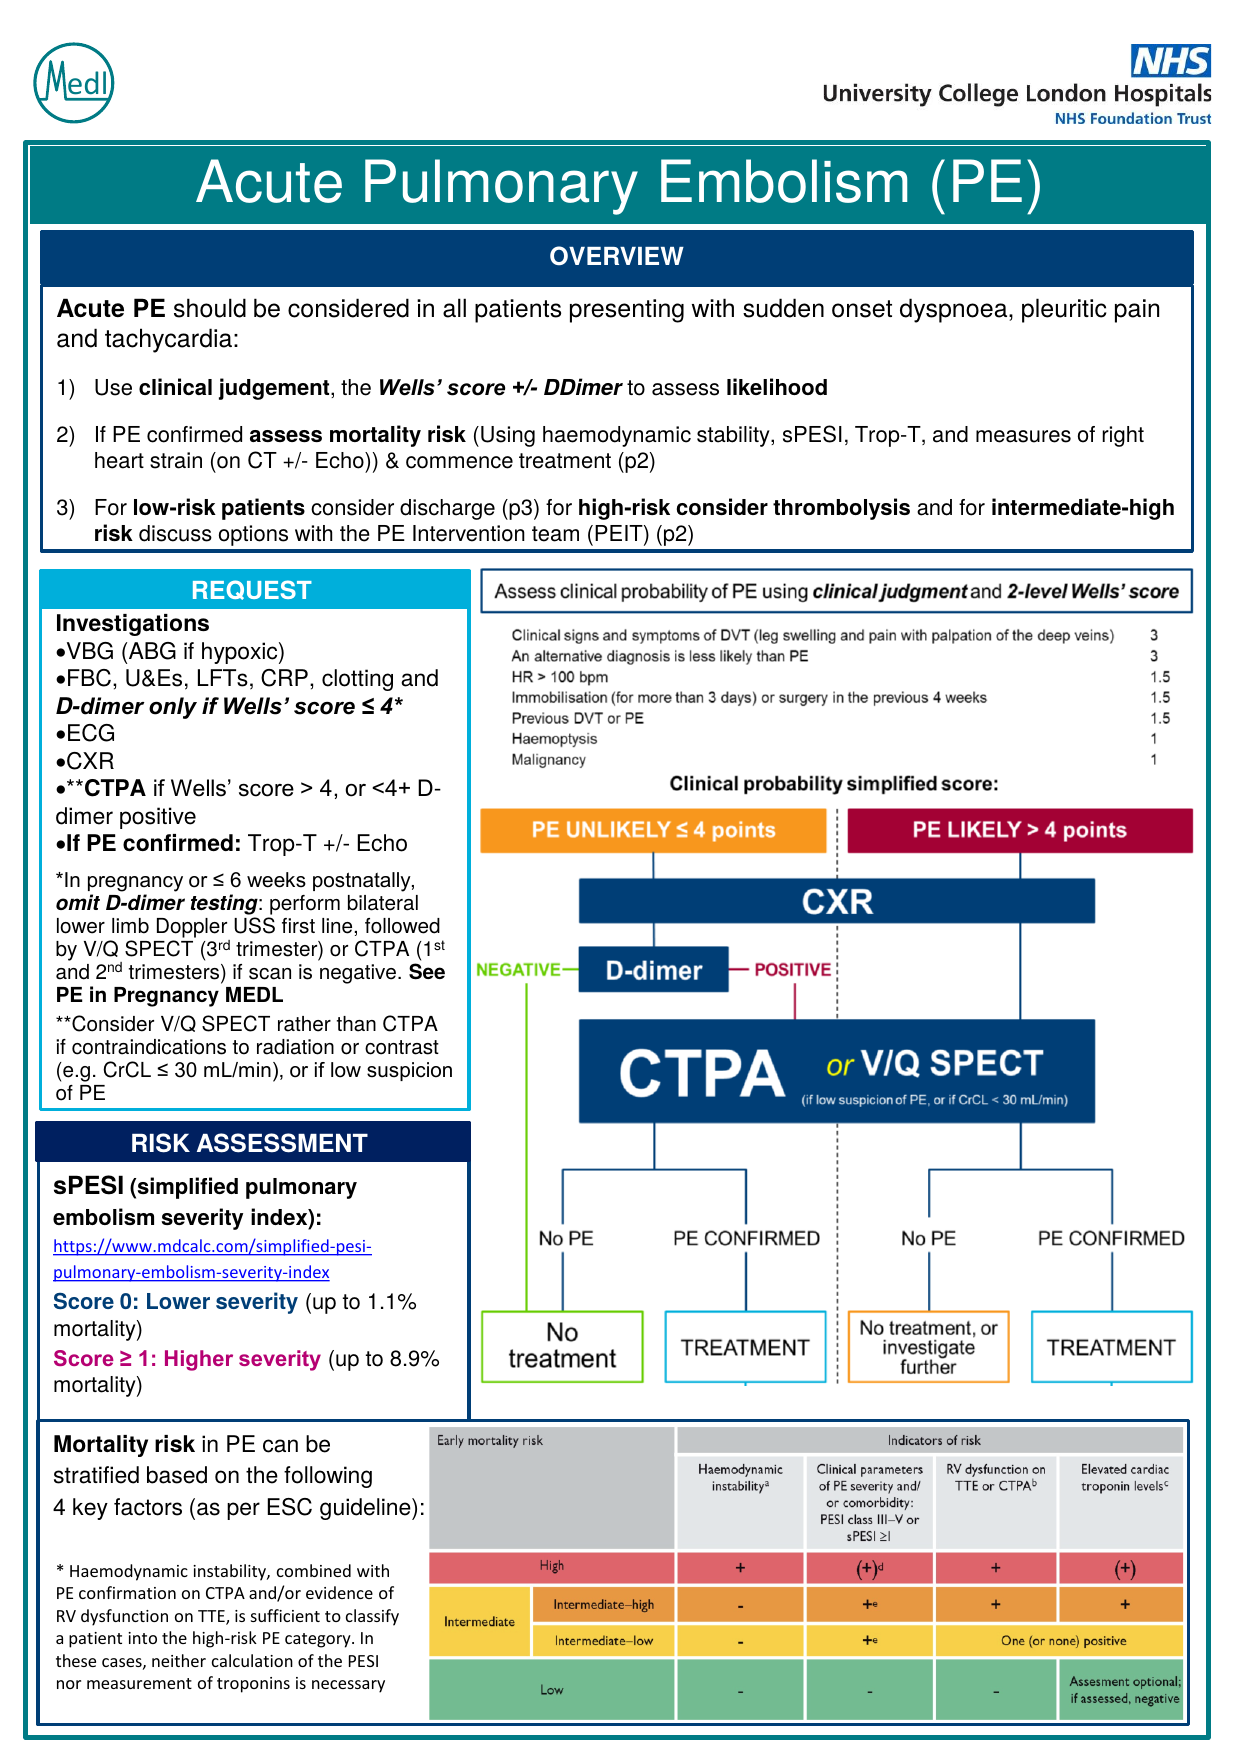 Medl
NHS
University College London Hospitals
NHS Foundation Trust
Acute Pulmonary Embolism (PE)
OVERVIEW
Acute PE should be considered in all patients presenting with sudden onset dyspnoea, pleuritic pain
and tachycardia:
1) Use clinical judgement, the Wells’ score +/- DDimer to assess likelihood
2) If PE confirmed assess mortality risk (Using haemodynamic stability, sPESI, Trop-T, and measures of right
heart strain (on CT +/- Echo)) & commence treatment (p2)
3) For low-risk patients consider discharge (p3) for high-risk consider thrombolysis and for intermediate-high
risk discuss options with the PE Intervention team (PEIT) (p2)
REQUEST
Investigations
•VBG (ABG if hypoxic)
•FBC, U&Es, LFTs, CRP, clotting and
D-dimer only if Wells’ score ≤ 4*
•ECG
•CXR
•**CTPA if Wells’ score > 4, or <4+ D-
dimer positive
•If PE confirmed: Trop-T +/- Echo
*In pregnancy or ≤ 6 weeks postnatally,
omit D-dimer testing: perform bilateral
lower limb Doppler USS first line, followed
by V/Q SPECT (3rd trimester) or CTPA (1st
and 2nd trimesters) if scan is negative. See
PE in Pregnancy MEDL
**Consider V/Q SPECT rather than CTPA
if contraindications to radiation or contrast
(e.g. CrCL ≤ 30 mL/min), or if low suspicion
of PE
Assess clinical probability of PE using clinical judgment and 2-level Wells’ score
Clinical signs and symptoms of DVT (leg swelling and pain with palpation of the deep veins) 3
An alternative diagnosis is less likely than PE 3
HR > 100 bpm 1.5
Immobilisation (for more than 3 days) or surgery in the previous 4 weeks 1.5
Previous DVT or PE 1.5
Haemoptysis 1
Malignancy 1
Clinical probability simplified score:
PE UNLIKELY ≤ 4 points
PE LIKELY > 4 points
CXR
NEGATIVE
D-dimer
POSITIVE
CTPA or V/Q SPECT
(if low suspicion of PE, or if CrCL < 30 mL/min)
No PE
PE CONFIRMED
No PE
PE CONFIRMED
No
treatment
TREATMENT
No treatment, or
investigate
further
TREATMENT
RISK ASSESSMENT
sPESI (simplified pulmonary
embolism severity index):
https://www.mdcalc.com/simplified-pesi-
pulmonary-embolism-severity-index
Score 0: Lower severity (up to 1.1%
mortality)
Score ≥ 1: Higher severity (up to 8.9%
mortality)
Mortality risk in PE can be
stratified based on the following
4 key factors (as per ESC guideline):
* Haemodynamic instability, combined with
PE confirmation on CTPA and/or evidence of
RV dysfunction on TTE, is sufficient to classify
a patient into the high-risk PE category. In
these cases, neither calculation of the PESI
nor measurement of troponins is necessary
Early mortality risk
Indicators of risk
Haemodynamic
instabilitya
Clinical parameters
of PE severity and/
or comorbidity:
PESI class III–V or
sPESI ≥I
RV dysfunction on
TTE or CTPAb
Elevated cardiac
troponin levelsc
High + (+)d + (+)
Intermediate
Intermediate–high - +e + +
Intermediate–low - +e One (or none) positive
Low - - - Assesment optional;
if assessed, negative